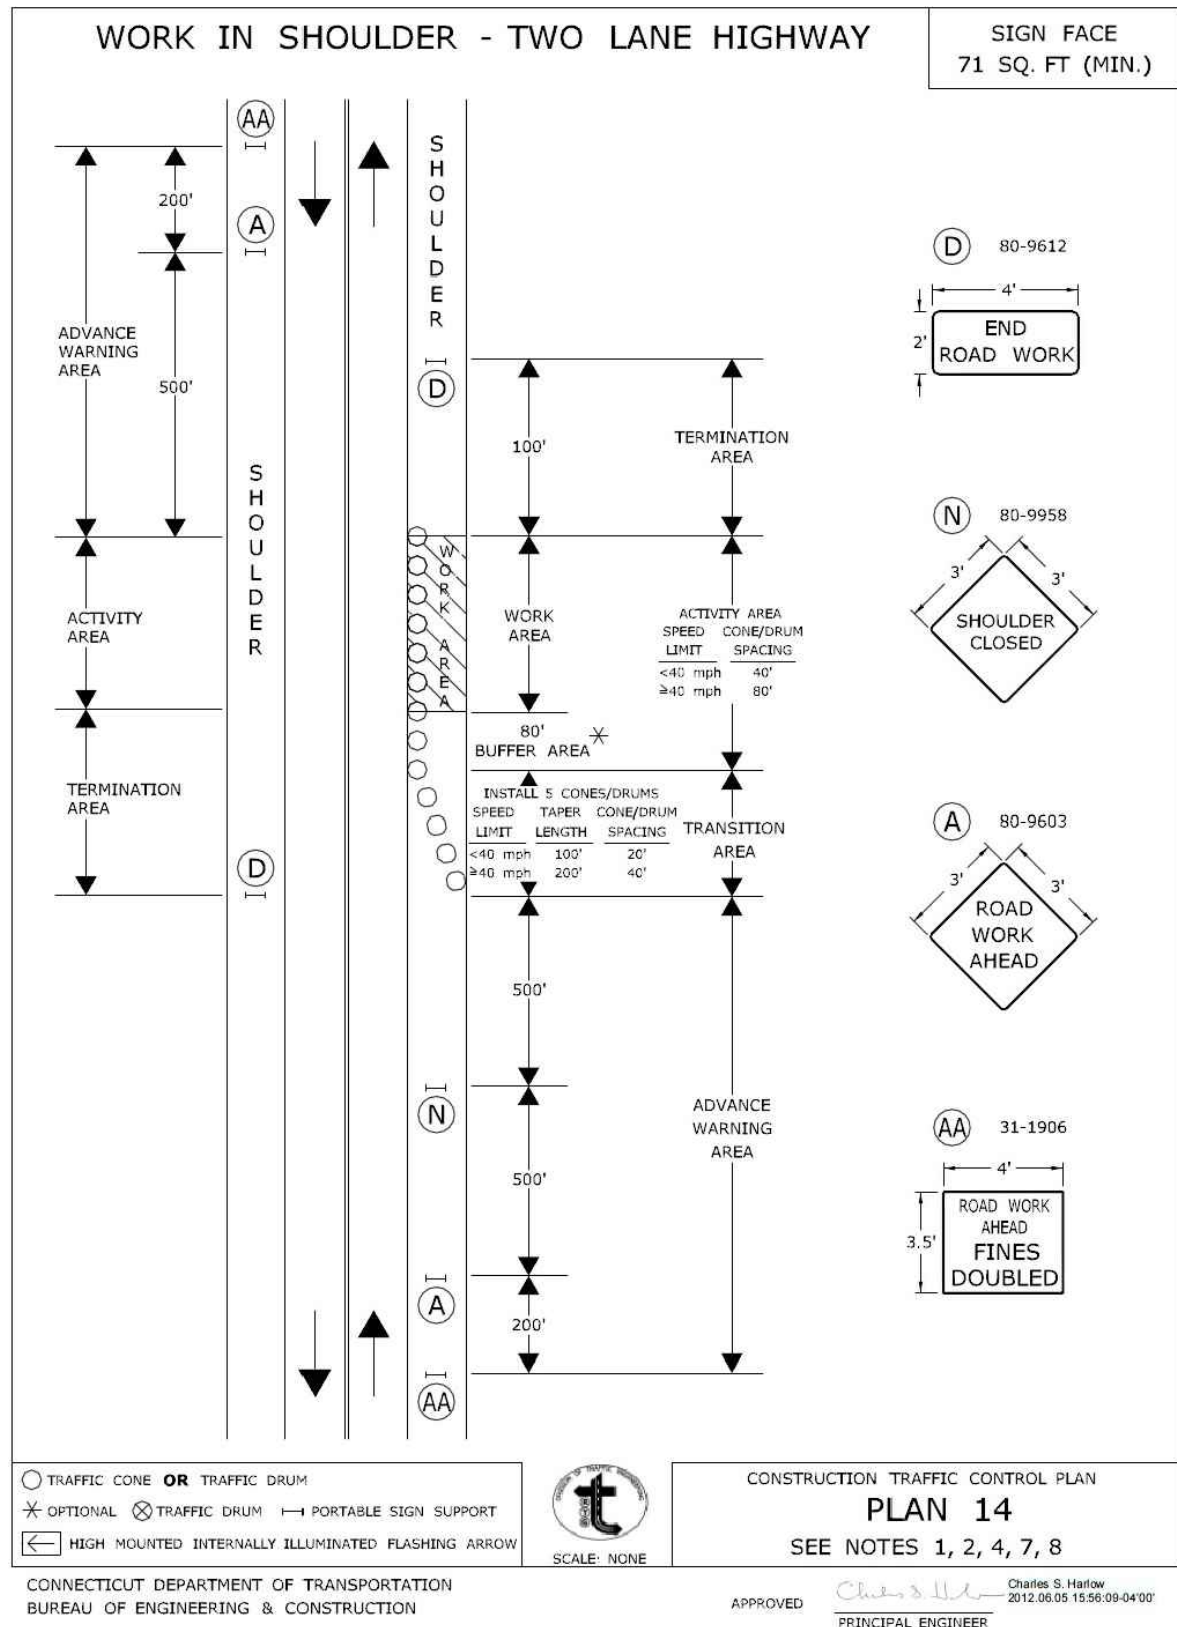 WORK IN SHOULDER - TWO LANE HIGHWAY
SIGN FACE
71 SQ. FT (MIN.)
AA
200'
A
500'
ADVANCE
WARNING
AREA
SHOULDER
SHOULDER
D
100'
TERMINATION
AREA
ACTIVITY
AREA
WORK AREA
WORK
AREA
ACTIVITY AREA
SPEED CONE/DRUM
LIMIT SPACING
<40 mph 40'
≥40 mph 80'
80'
BUFFER AREA
TERMINATION
AREA
D
INSTALL 5 CONES/DRUMS
SPEED TAPER CONE/DRUM
LIMIT LENGTH SPACING
<40 mph 100' 20'
≥40 mph 200' 40'
TRANSITION
AREA
500'
N
500'
ADVANCE
WARNING
AREA
A
200'
AA
D 80-9612
4'
2'
END
ROAD WORK
N 80-9958
3' 3'
SHOULDER
CLOSED
A 80-9603
3' 3'
ROAD
WORK
AHEAD
AA 31-1906
4'
3.5'
ROAD WORK
AHEAD
FINES
DOUBLED
TRAFFIC CONE OR TRAFFIC DRUM
OPTIONAL TRAFFIC DRUM PORTABLE SIGN SUPPORT
HIGH MOUNTED INTERNALLY ILLUMINATED FLASHING ARROW
DIVISION OF TRAFFIC ENGINEERING
SCALE: NONE
CONSTRUCTION TRAFFIC CONTROL PLAN
PLAN 14
SEE NOTES 1, 2, 4, 7, 8
CONNECTICUT DEPARTMENT OF TRANSPORTATION
BUREAU OF ENGINEERING & CONSTRUCTION
APPROVED
Charles S. Harlow
2012.06.05 15:56:09-04'00'
PRINCIPAL ENGINEER